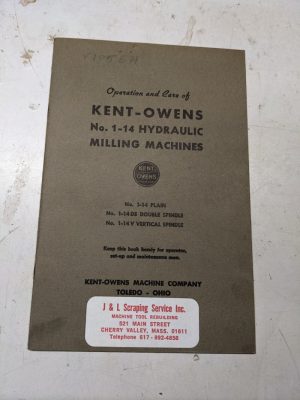 Operation and Care of
KENT-OWENS
No. 1-14 HYDRAULIC
MILLING MACHINES
KENT-
OWENS
No. 1-14 PLAIN
No. 1-14 DS DOUBLE SPINDLE
No. 1-14 V VERTICAL SPINDLE
Keep this book handy for operator,
set-up and maintenance men.
KENT-OWENS MACHINE COMPANY
TOLEDO - OHIO
J & L Scraping Service Inc.
MACHINE TOOL REBUILDING
521 MAIN STREET
CHERRY VALLEY, MASS. 01611
Telephone 617 - 892-4858